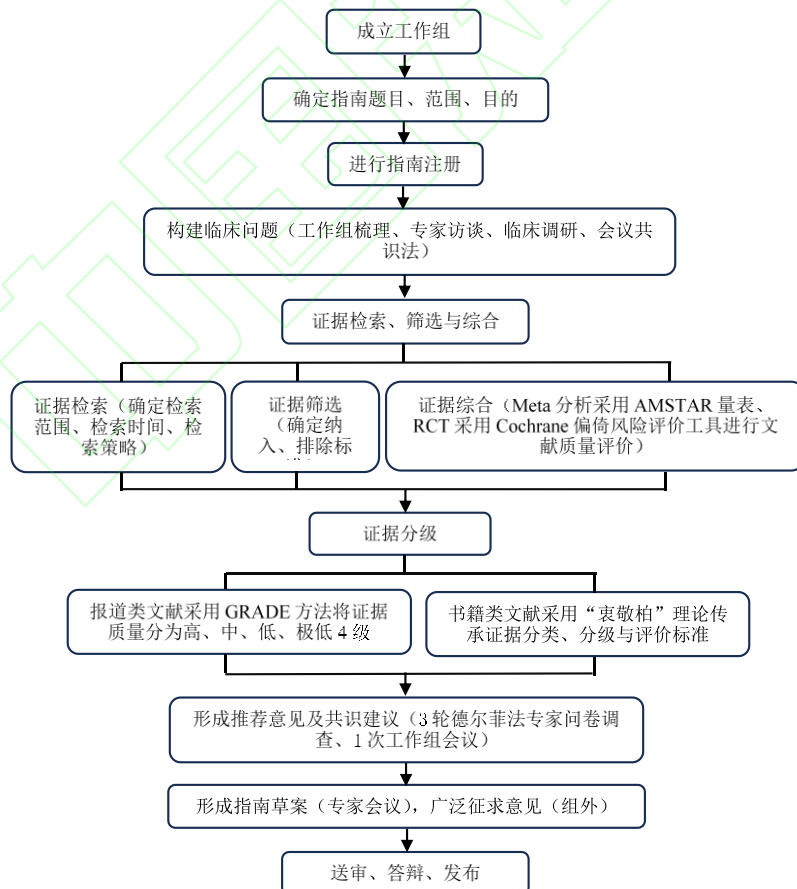 成立工作组
确定指南题目、范围、目的
进行指南注册
构建临床问题（工作组梳理、专家访谈、临床调研、会议共
识法）
证据检索、筛选与综合
证据检索（确定检索
范围、检索时间、检
索策略）
证据筛选
（确定纳
入、排除标
证据综合（Meta 分析采用 AMSTAR 量表、
RCT 采用 Cochrane 偏倚风险评价工具进行文
献质量评价）
证据分级
报道类文献采用 GRADE 方法将证据
质量分为高、中、低、极低 4 级
书籍类文献采用“衷敬柏”理论传
承证据分类、分级与评价标准
形成推荐意见及共识建议（3 轮德尔菲法专家问卷调
查、1 次工作组会议）
形成指南草案（专家会议），广泛征求意见（组外）
送审、答辩、发布